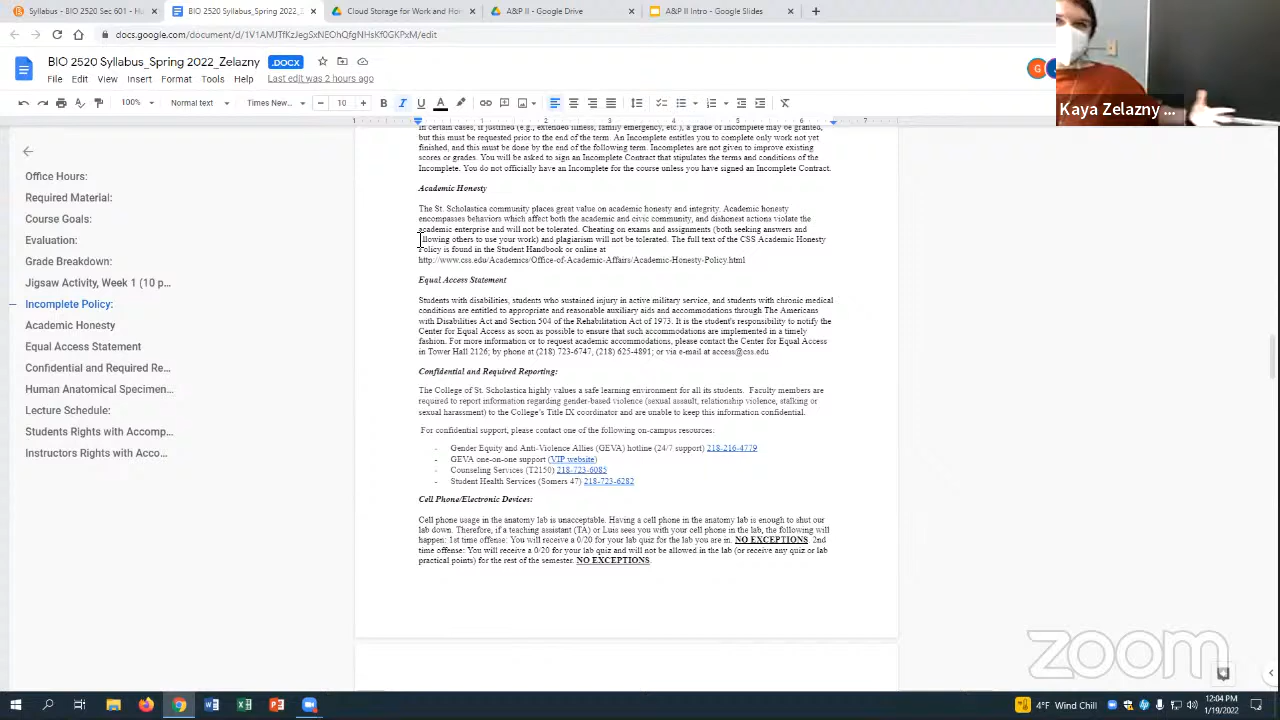 Syllabus - BIO 2520 Sec 601 - Hu
BIO 2520 Syllabus_Spring 2022_Z
Cloud Storage for Work and Hom
A&P II - Google Drive
A&P II - Google Slides
docs.google.com/document/d/1V1AMJTfKzJegSxNEOhQfgNHsKf0GKPxM/edit
BIO 2520 Syllabus_Spring 2022_Zelazny
.DOCX
File Edit View Insert Format Tools Help
Last edit was 2 hours ago
G
100%
Normal text
Times New...
10
B I U A
Kaya Zelazny ...
1 1 2 3 4 5 6 7
Office Hours:
Required Material:
Course Goals:
Evaluation:
Grade Breakdown:
Jigsaw Activity, Week 1 (10 p...
Incomplete Policy:
Academic Honesty
Equal Access Statement
Confidential and Required Re...
Human Anatomical Specimen...
Lecture Schedule:
Students Rights with Accomp...
Instructors Rights with Acco...
In certain cases, if justified (e.g., extended illness, family emergency, etc.), a grade of Incomplete may be granted,
but this must be requested prior to the end of the term. An Incomplete entitles you to complete only work not yet
finished, and this must be done by the end of the following term. Incompletes are not given to improve existing
scores or grades. You will be asked to sign an Incomplete Contract that stipulates the terms and conditions of the
Incomplete. You do not officially have an Incomplete for the course unless you have signed an Incomplete Contract.
Academic Honesty
The St. Scholastica community places great value on academic honesty and integrity. Academic honesty
encompasses behaviors which affect both the academic and civic community, and dishonest actions violate the
academic enterprise and will not be tolerated. Cheating on exams and assignments (both seeking answers and
allowing others to use your work) and plagiarism will not be tolerated. The full text of the CSS Academic Honesty
Policy is found in the Student Handbook or online at
http://www.css.edu/Academics/Office-of-Academic-Affairs/Academic-Honesty-Policy.html
Equal Access Statement
Students with disabilities, students who sustained injury in active military service, and students with chronic medical
conditions are entitled to appropriate and reasonable auxiliary aids and accommodations through The Americans
with Disabilities Act and Section 504 of the Rehabilitation Act of 1973. It is the student's responsibility to notify the
Center for Equal Access as soon as possible to ensure that such accommodations are implemented in a timely
fashion. For more information or to request academic accommodations, please contact the Center for Equal Access
in Tower Hall 2126; by phone at (218) 723-6747, (218) 625-4891; or via e-mail at access@css.edu
Confidential and Required Reporting:
The College of St. Scholastica highly values a safe learning environment for all its students. Faculty members are
required to report information regarding gender-based violence (sexual assault, relationship violence, stalking or
sexual harassment) to the College's Title IX coordinator and are unable to keep this information confidential.
For confidential support, please contact one of the following on-campus resources:
- Gender Equity and Anti-Violence Allies (GEVA) hotline (24/7 support) 218-216-4779
- GEVA one-on-one support (VIP website)
- Counseling Services (T2150) 218-723-6085
- Student Health Services (Somers 47) 218-723-6282
Cell Phone/Electronic Devices:
Cell phone usage in the anatomy lab is unacceptable. Having a cell phone in the anatomy lab is enough to shut our
lab down. Therefore, if a teaching assistant (TA) or Luis sees you with your cell phone in the lab, the following will
happen: 1st time offense: You will receive a 0/20 for your lab quiz for the lab you are in. NO EXCEPTIONS. 2nd
time offense: You will receive a 0/20 for your lab quiz and will not be allowed in the lab (or receive any quiz or lab
practical points) for the rest of the semester. NO EXCEPTIONS.
zoom
4°F Wind Chill
12:04 PM
1/19/2022